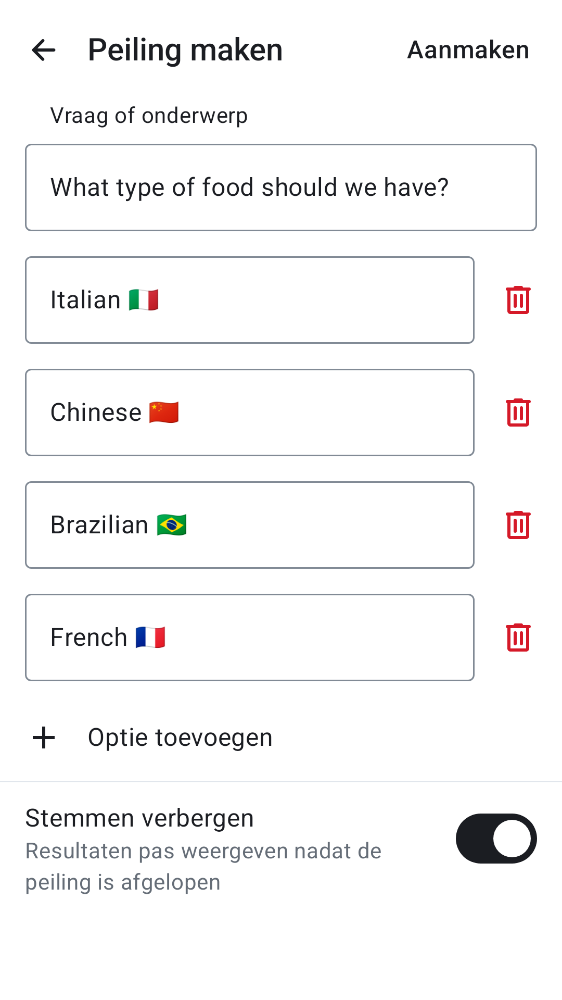 Peiling maken
Aanmaken
Vraag of onderwerp
What type of food should we have?
Italian 🇮🇹
Chinese 🇨🇳
Brazilian 🇧🇷
French 🇫🇷
Optie toevoegen
Stemmen verbergen
Resultaten pas weergeven nadat de
peiling is afgelopen